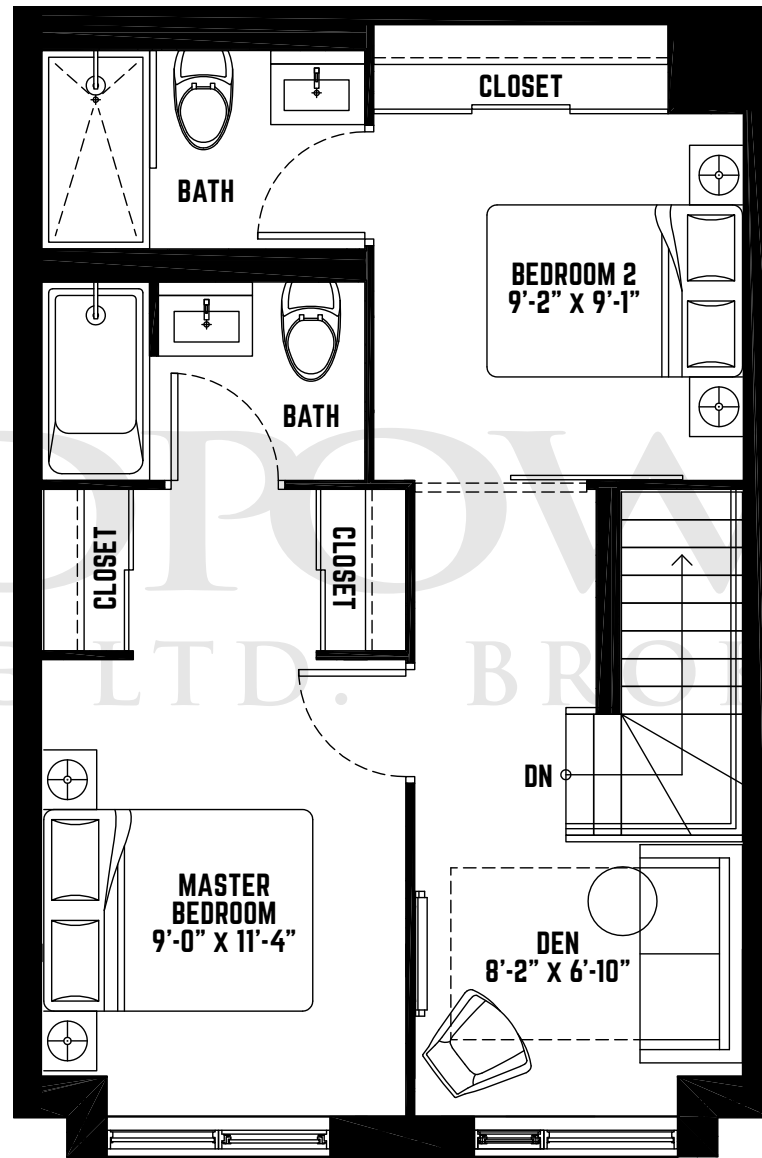 CLOSET
BATH
BEDROOM 2
9’-2” X 9’-1”
BATH
CLOSET
CLOSET
DN
MASTER
BEDROOM
9’-0” X 11’-4”
DEN
8’-2” X 6’-10”
LTD.